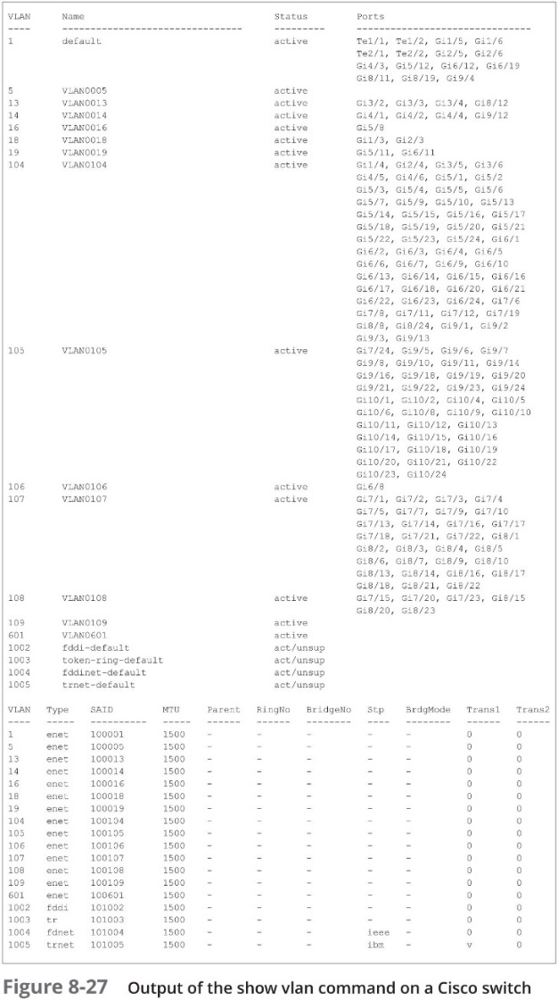 VLAN Name Status Ports
---- -------------------------------- --------- -------------------------------
1 default active Te1/1, Te1/2, Gi1/5, Gi1/6
Te2/1, Te2/2, Gi2/5, Gi2/6
Gi4/3, Gi5/12, Gi6/12, Gi6/19
Gi8/11, Gi8/19, Gi9/4
5 VLAN0005 active
13 VLAN0013 active Gi3/2, Gi3/3, Gi3/4, Gi8/12
14 VLAN0014 active Gi4/1, Gi4/2, Gi4/4, Gi9/12
16 VLAN0016 active Gi5/8
18 VLAN0018 active Gi1/3, Gi2/3
19 VLAN0019 active Gi5/11, Gi6/11
104 VLAN0104 active Gi1/4, Gi2/4, Gi3/5, Gi3/6
Gi4/5, Gi4/6, Gi5/1, Gi5/2
Gi5/3, Gi5/4, Gi5/5, Gi5/6
Gi5/7, Gi5/9, Gi5/10, Gi5/13
Gi5/14, Gi5/15, Gi5/16, Gi5/17
Gi5/18, Gi5/19, Gi5/20, Gi5/21
Gi5/22, Gi5/23, Gi5/24, Gi6/1
Gi6/2, Gi6/3, Gi6/4, Gi6/5
Gi6/6, Gi6/7, Gi6/9, Gi6/10
Gi6/13, Gi6/14, Gi6/15, Gi6/16
Gi6/17, Gi6/18, Gi6/20, Gi6/21
Gi6/22, Gi6/23, Gi6/24, Gi7/6
Gi7/8, Gi7/11, Gi7/12, Gi7/19
Gi8/8, Gi8/24, Gi9/1, Gi9/2
Gi9/3, Gi9/13
105 VLAN0105 active Gi7/24, Gi9/5, Gi9/6, Gi9/7
Gi9/8, Gi9/10, Gi9/11, Gi9/14
Gi9/16, Gi9/18, Gi9/19, Gi9/20
Gi9/21, Gi9/22, Gi9/23, Gi9/24
Gi10/1, Gi10/2, Gi10/4, Gi10/5
Gi10/6, Gi10/8, Gi10/9, Gi10/10
Gi10/11, Gi10/12, Gi10/13
Gi10/14, Gi10/15, Gi10/16
Gi10/17, Gi10/18, Gi10/19
Gi10/20, Gi10/21, Gi10/22
Gi10/23, Gi10/24
106 VLAN0106 active Gi6/8
107 VLAN0107 active Gi7/1, Gi7/2, Gi7/3, Gi7/4
Gi7/5, Gi7/7, Gi7/9, Gi7/10
Gi7/13, Gi7/14, Gi7/16, Gi7/17
Gi7/18, Gi7/21, Gi7/22, Gi8/1
Gi8/2, Gi8/3, Gi8/4, Gi8/5
Gi8/6, Gi8/7, Gi8/9, Gi8/10
Gi8/13, Gi8/14, Gi8/16, Gi8/17
Gi8/18, Gi8/21, Gi8/22
108 VLAN0108 active Gi7/15, Gi7/20, Gi7/23, Gi8/15
Gi8/20, Gi8/23
109 VLAN0109 active
601 VLAN0601 active
1002 fddi-default act/unsup
1003 token-ring-default act/unsup
1004 fddinet-default act/unsup
1005 trnet-default act/unsup
VLAN Type SAID MTU Parent RingNo BridgeNo Stp BrdgMode Trans1 Trans2
---- ----- ---------- ----- ------ ------ -------- ---- -------- ------ ------
1 enet 100001 1500 - - - - - 0 0
5 enet 100005 1500 - - - - - 0 0
13 enet 100013 1500 - - - - - 0 0
14 enet 100014 1500 - - - - - 0 0
16 enet 100016 1500 - - - - - 0 0
18 enet 100018 1500 - - - - - 0 0
19 enet 100019 1500 - - - - - 0 0
104 enet 100104 1500 - - - - - 0 0
105 enet 100105 1500 - - - - - 0 0
106 enet 100106 1500 - - - - - 0 0
107 enet 100107 1500 - - - - - 0 0
108 enet 100108 1500 - - - - - 0 0
109 enet 100109 1500 - - - - - 0 0
601 enet 100601 1500 - - - - - 0 0
1002 fddi 101002 1500 - - - - - 0 0
1003 tr 101003 1500 - - - - - 0 0
1004 fdnet 101004 1500 - - - ieee - 0 0
1005 trnet 101005 1500 - - - ibm - v 0
Figure 8-27 Output of the show vlan command on a Cisco switch